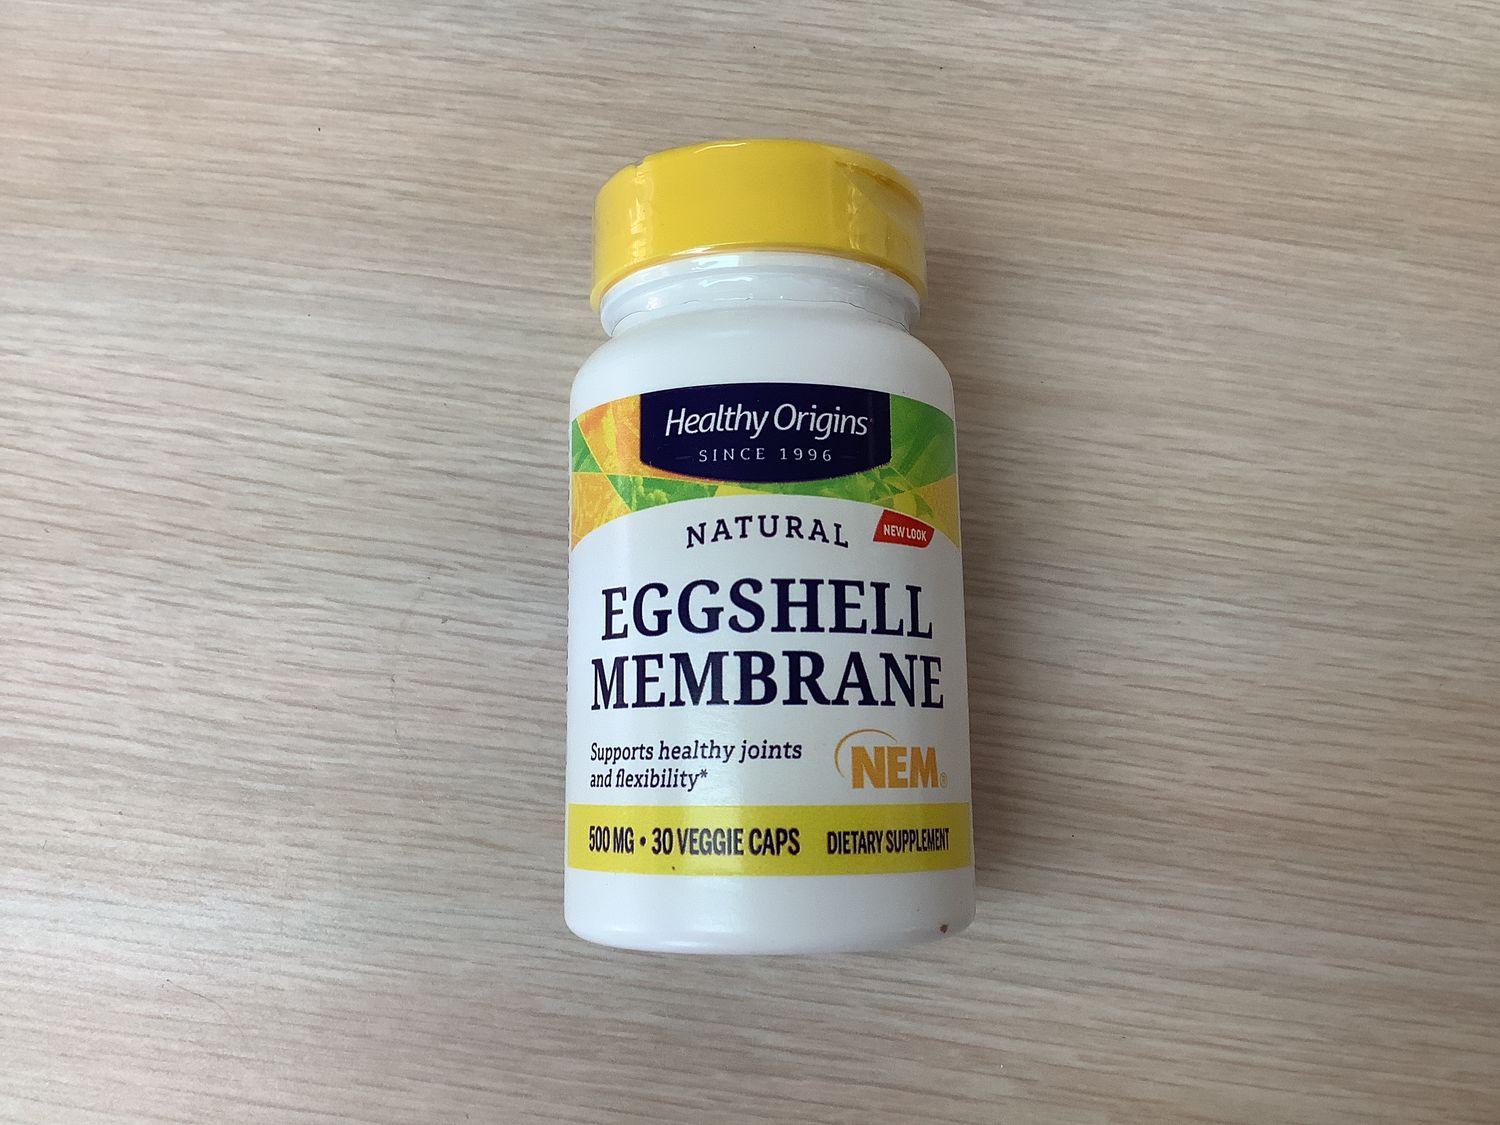 Healthy Origins
SINCE 1996
NATURAL
NEW LOOK
EGGSHELL
MEMBRANE
Supports healthy joints
and flexibility*
NEM®
500 MG • 30 VEGGIE CAPS DIETARY SUPPLEMENT